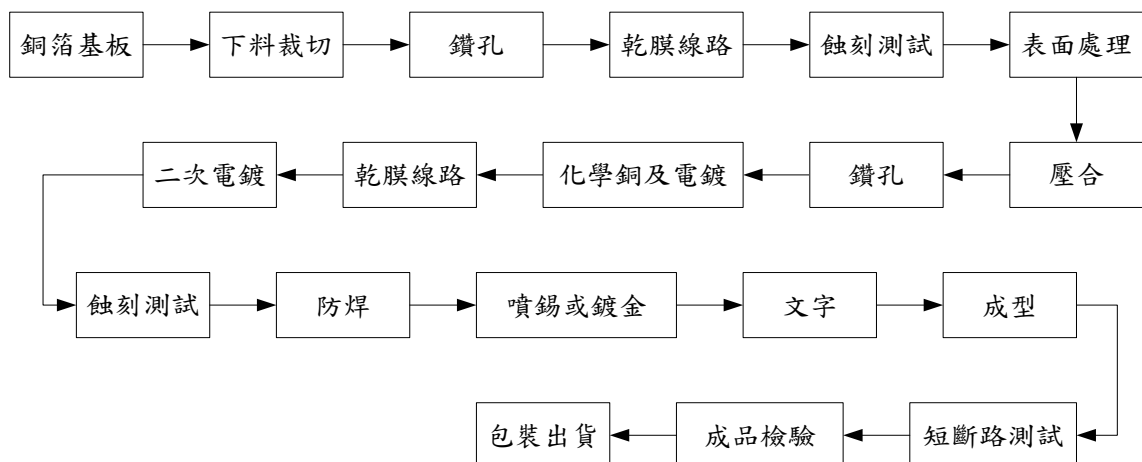 銅箔基板
下料裁切
鑽孔
乾膜線路
蝕刻測試
表面處理
壓合
鑽孔
化學銅及電鍍
乾膜線路
二次電鍍
蝕刻測試
防焊
噴錫或鍍金
文字
成型
短斷路測試
成品檢驗
包裝出貨